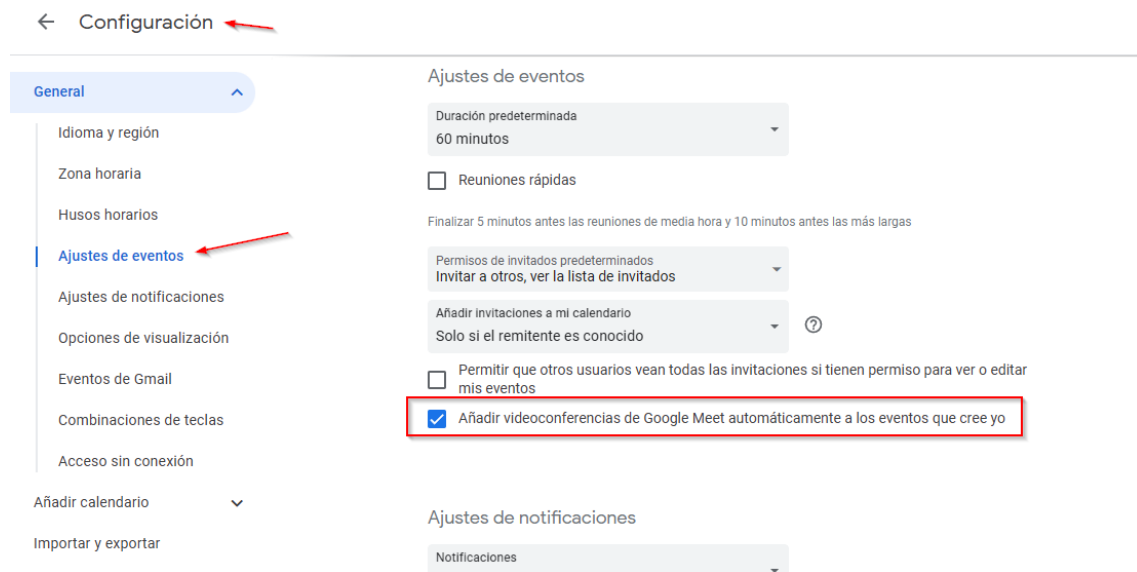 Configuración
General
Idioma y región
Zona horaria
Husos horarios
Ajustes de eventos
Ajustes de notificaciones
Opciones de visualización
Eventos de Gmail
Combinaciones de teclas
Acceso sin conexión
Añadir calendario
Importar y exportar
Ajustes de eventos
Duración predeterminada
60 minutos
Reuniones rápidas
Finalizar 5 minutos antes las reuniones de media hora y 10 minutos antes las más largas
Permisos de invitados predeterminados
Invitar a otros, ver la lista de invitados
Añadir invitaciones a mi calendario
Solo si el remitente es conocido
Permitir que otros usuarios vean todas las invitaciones si tienen permiso para ver o editar
mis eventos
Añadir videoconferencias de Google Meet automáticamente a los eventos que cree yo
Ajustes de notificaciones
Notificaciones